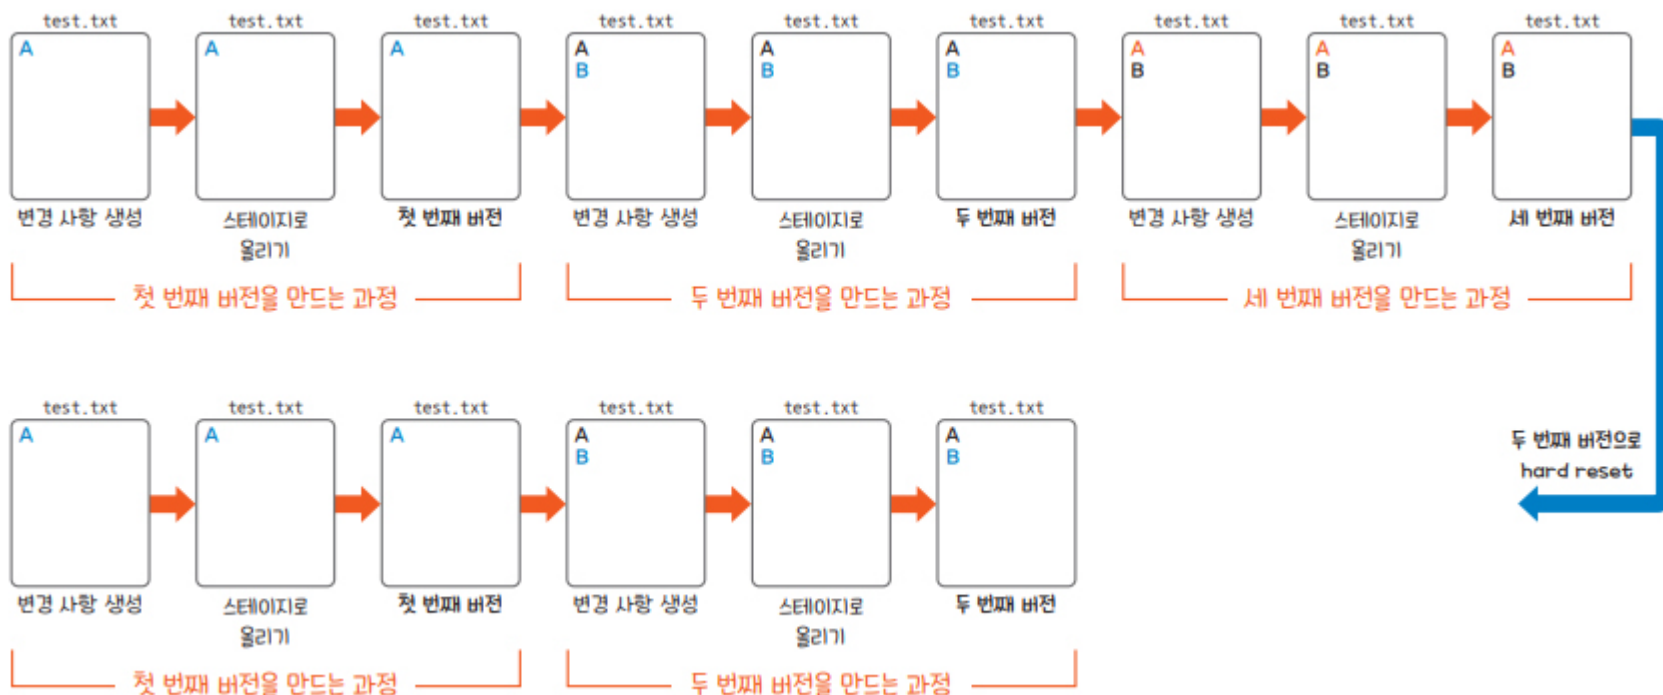 test.txt test.txt test.txt test.txt test.txt test.txt test.txt test.txt test.txt
A A A A A A A A A
B B B B B B
변경 사항 생성 스테이지로 첫 번째 버전 변경 사항 생성 스테이지로 두 번째 버전 변경 사항 생성 스테이지로 세 번째 버전
올리기 올리기 올리기
첫 번째 버전을 만드는 과정 두 번째 버전을 만드는 과정 세 번째 버전을 만드는 과정
test.txt test.txt test.txt test.txt test.txt test.txt
A A A A A A
B B B
두 번째 버전으로
hard reset
변경 사항 생성 스테이지로 첫 번째 버전 변경 사항 생성 스테이지로 두 번째 버전
올리기 올리기
첫 번째 버전을 만드는 과정 두 번째 버전을 만드는 과정